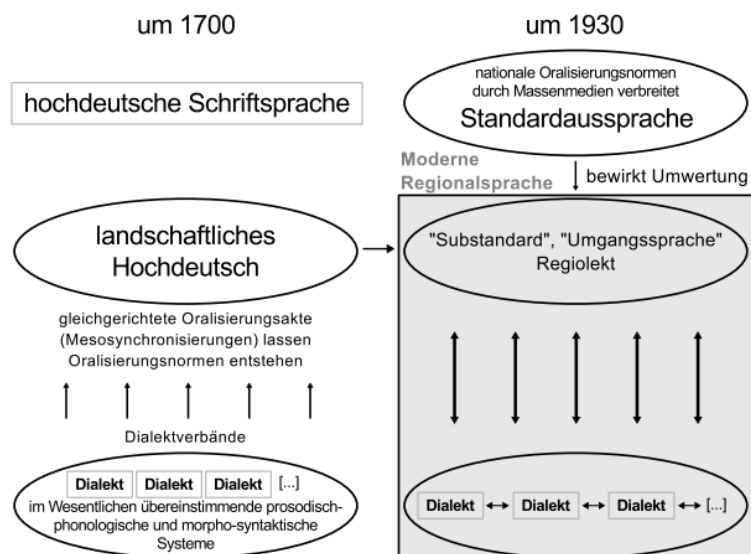 um 1700
hochdeutsche Schriftsprache
landschaftliches
Hochdeutsch
gleichgerichtete Oralisierungsakte
(Mesosynchronisierungen) lassen
Oralisierungsnormen entstehen
Dialektverbände
Dialekt Dialekt Dialekt [...]
im Wesentlichen übereinstimmende prosodisch-
phonologische und morpho-syntaktische
Systeme
um 1930
nationale Oralisierungsnormen
durch Massenmedien verbreitet
Standardaussprache
Moderne
Regionalsprache
bewirkt Umwertung
"Substandard", "Umgangssprache"
Regiolekt
Dialekt Dialekt Dialekt [...]